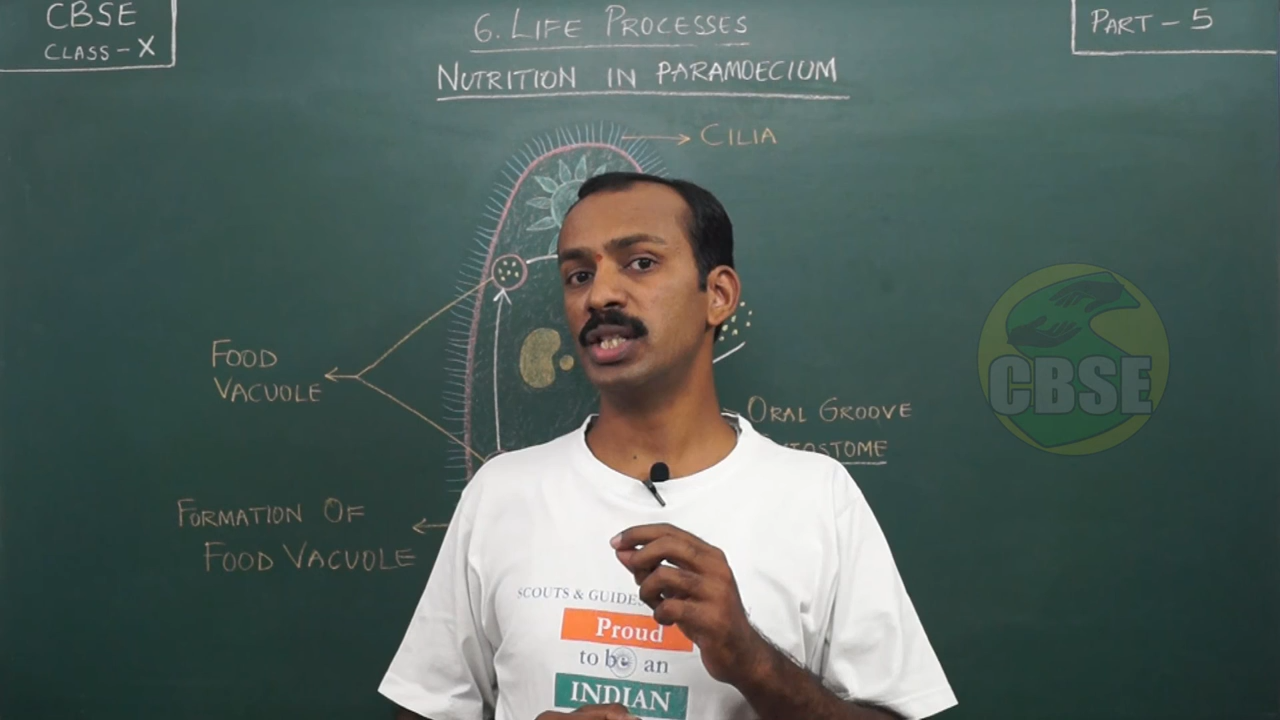 CBSE
CLASS - X
6. LIFE PROCESSES
PART - 5
NUTRITION IN PARAMOECIUM
CILIA
FOOD
VACUOLE
ORAL GROOVE
FORMATION OF
FOOD VACUOLE
CBSE
SCOUTS & GUIDES
Proud
to be an
INDIAN